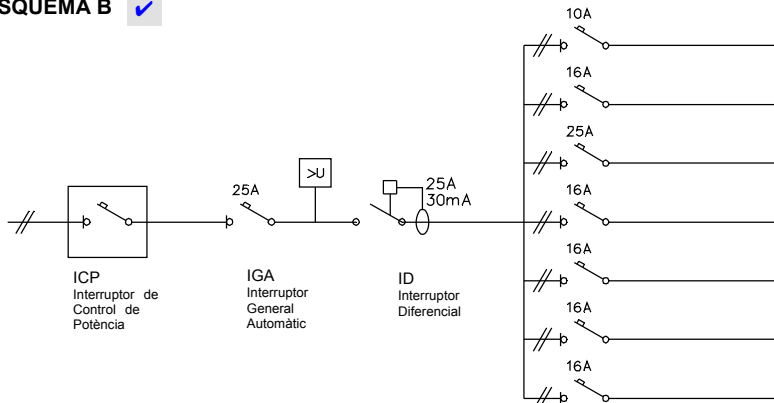 SQUEMA B ✔
10A
16A
25A
16A
16A
16A
16A
25A
>U
25A
30mA
ICP
Interruptor de
Control de
Potència
IGA
Interruptor
General
Automàtic
ID
Interruptor
Diferencial